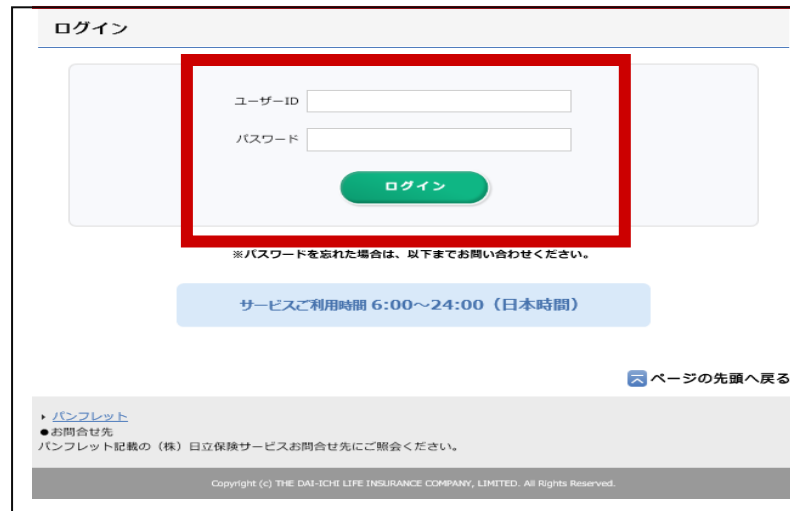 ログイン
ユーザーID
パスワード
ログイン
※パスワードを忘れた場合は、以下までお問い合わせください。
サービスご利用時間 6:00～24:00（日本時間）
ページの先頭へ戻る
パンフレット
●お問合せ先
パンフレット記載の（株）日立保険サービスお問合せ先にご照会ください。
Copyright (c) THE DAI-ICHI LIFE INSURANCE COMPANY, LIMITED. All Rights Reserved.